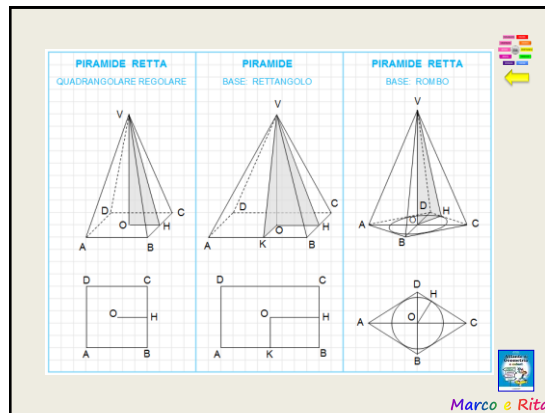 PIRAMIDE RETTA
QUADRANGOLARE REGOLARE
V
D
C
O
H
A
B
D
C
O
H
A
B
PIRAMIDE
BASE: RETTANGOLO
V
D
C
O
H
A
K
B
D
C
O
H
A
K
B
PIRAMIDE RETTA
BASE: ROMBO
V
D
H
O
A
C
B
D
H
A
O
C
B
Marco e Rita